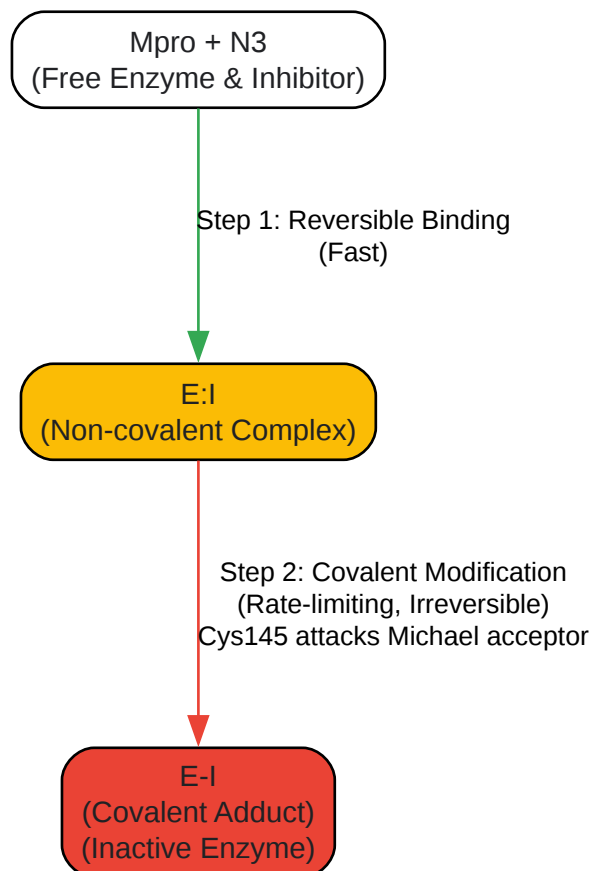 Mpro + N3
(Free Enzyme & Inhibitor)
Step 1: Reversible Binding
(Fast)
E:I
(Non-covalent Complex)
Step 2: Covalent Modification
(Rate-limiting, Irreversible)
Cys145 attacks Michael acceptor
E-I
(Covalent Adduct)
(Inactive Enzyme)